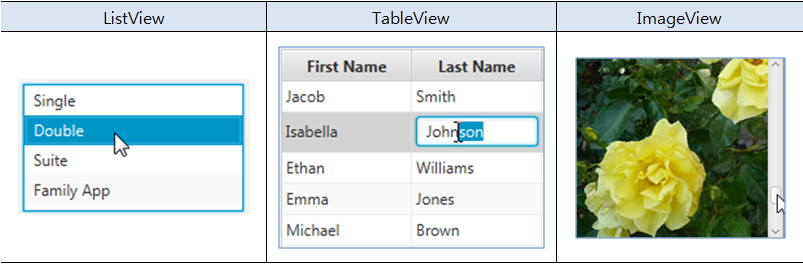 ListView TableView ImageView
First Name Last Name
Single
Jacob Smith
Double
Isabella Johnson
Suite
Ethan Williams
Family App
Emma Jones
Michael Brown